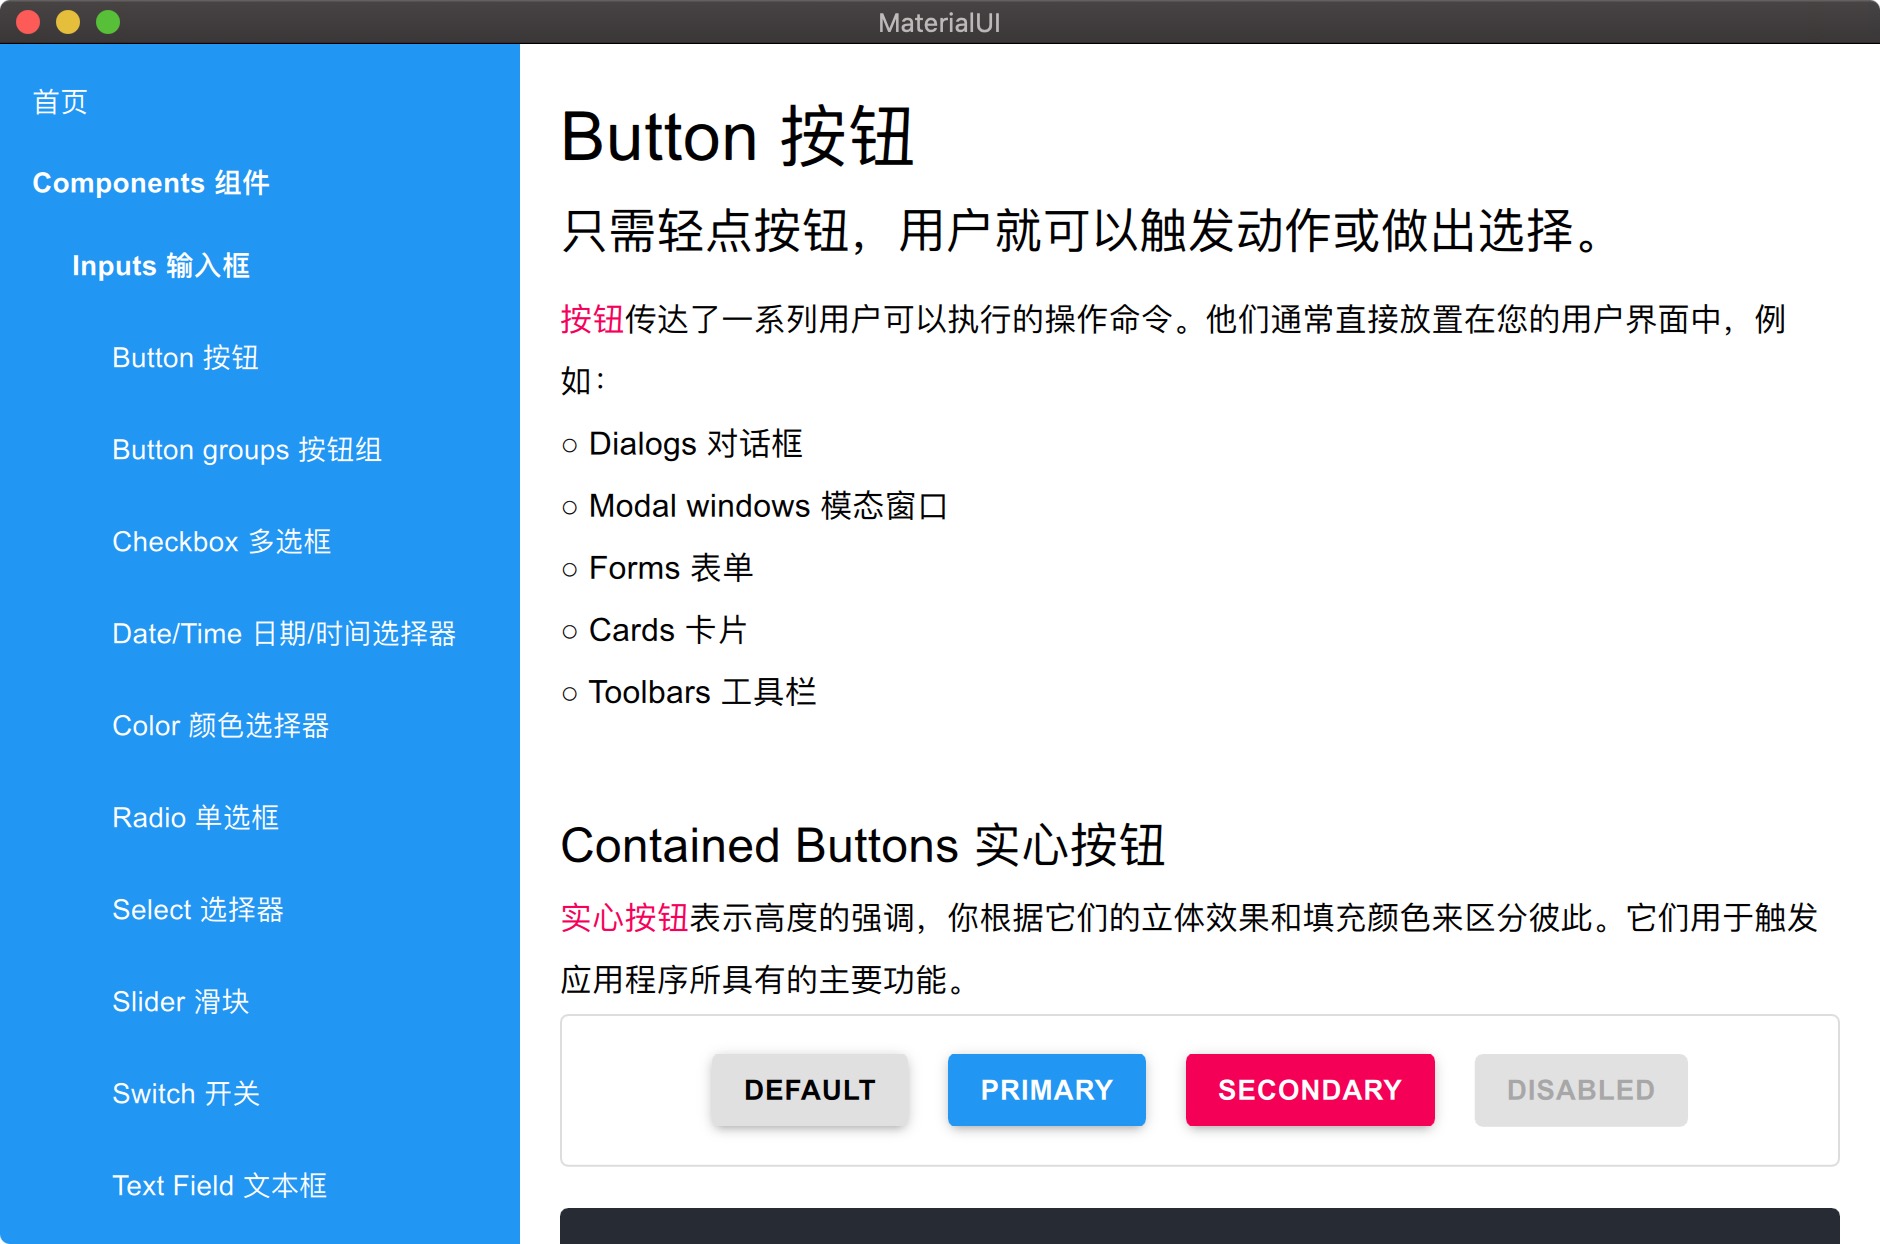 MaterialUI
首页
Components 组件
Inputs 输入框
Button 按钮
Button groups 按钮组
Checkbox 多选框
Date/Time 日期/时间选择器
Color 颜色选择器
Radio 单选框
Select 选择器
Slider 滑块
Switch 开关
Text Field 文本框
Button 按钮
只需轻点按钮，用户就可以触发动作或做出选择。
按钮传达了一系列用户可以执行的操作命令。他们通常直接放置在您的用户界面中，例
如：
○ Dialogs 对话框
○ Modal windows 模态窗口
○ Forms 表单
○ Cards 卡片
○ Toolbars 工具栏
Contained Buttons 实心按钮
实心按钮表示高度的强调，你根据它们的立体效果和填充颜色来区分彼此。它们用于触发
应用程序所具有的主要功能。
DEFAULT PRIMARY SECONDARY DISABLED